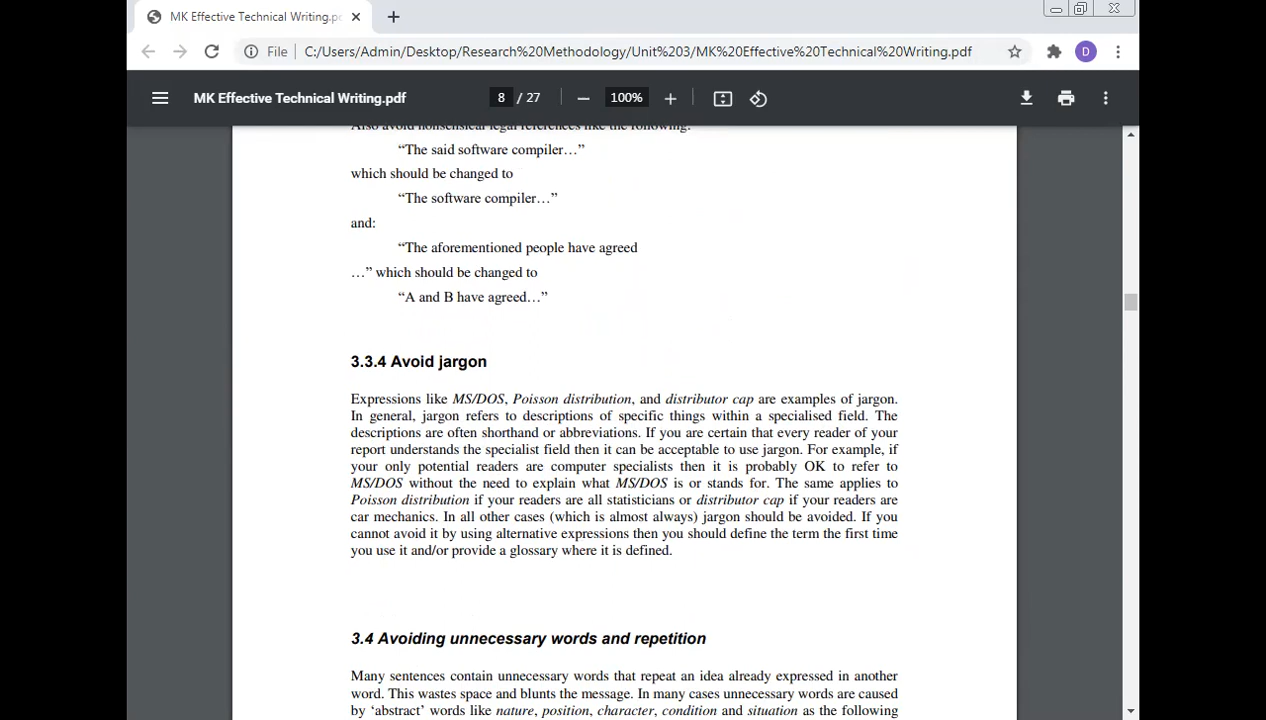 MK Effective Technical Writing.pd
File C:/Users/Admin/Desktop/Research%20Methodology/Unit%203/MK%20Effective%20Technical%20Writing.pdf
D
MK Effective Technical Writing.pdf
8 / 27
100%
Also avoid nonsensical legal references like the following:
“The said software compiler…”
which should be changed to
“The software compiler…”
and:
“The aforementioned people have agreed
…” which should be changed to
“A and B have agreed…”
3.3.4 Avoid jargon
Expressions like MS/DOS, Poisson distribution, and distributor cap are examples of jargon.
In general, jargon refers to descriptions of specific things within a specialised field. The
descriptions are often shorthand or abbreviations. If you are certain that every reader of your
report understands the specialist field then it can be acceptable to use jargon. For example, if
your only potential readers are computer specialists then it is probably OK to refer to
MS/DOS without the need to explain what MS/DOS is or stands for. The same applies to
Poisson distribution if your readers are all statisticians or distributor cap if your readers are
car mechanics. In all other cases (which is almost always) jargon should be avoided. If you
cannot avoid it by using alternative expressions then you should define the term the first time
you use it and/or provide a glossary where it is defined.
3.4 Avoiding unnecessary words and repetition
Many sentences contain unnecessary words that repeat an idea already expressed in another
word. This wastes space and blunts the message. In many cases unnecessary words are caused
by ‘abstract’ words like nature, position, character, condition and situation as the following